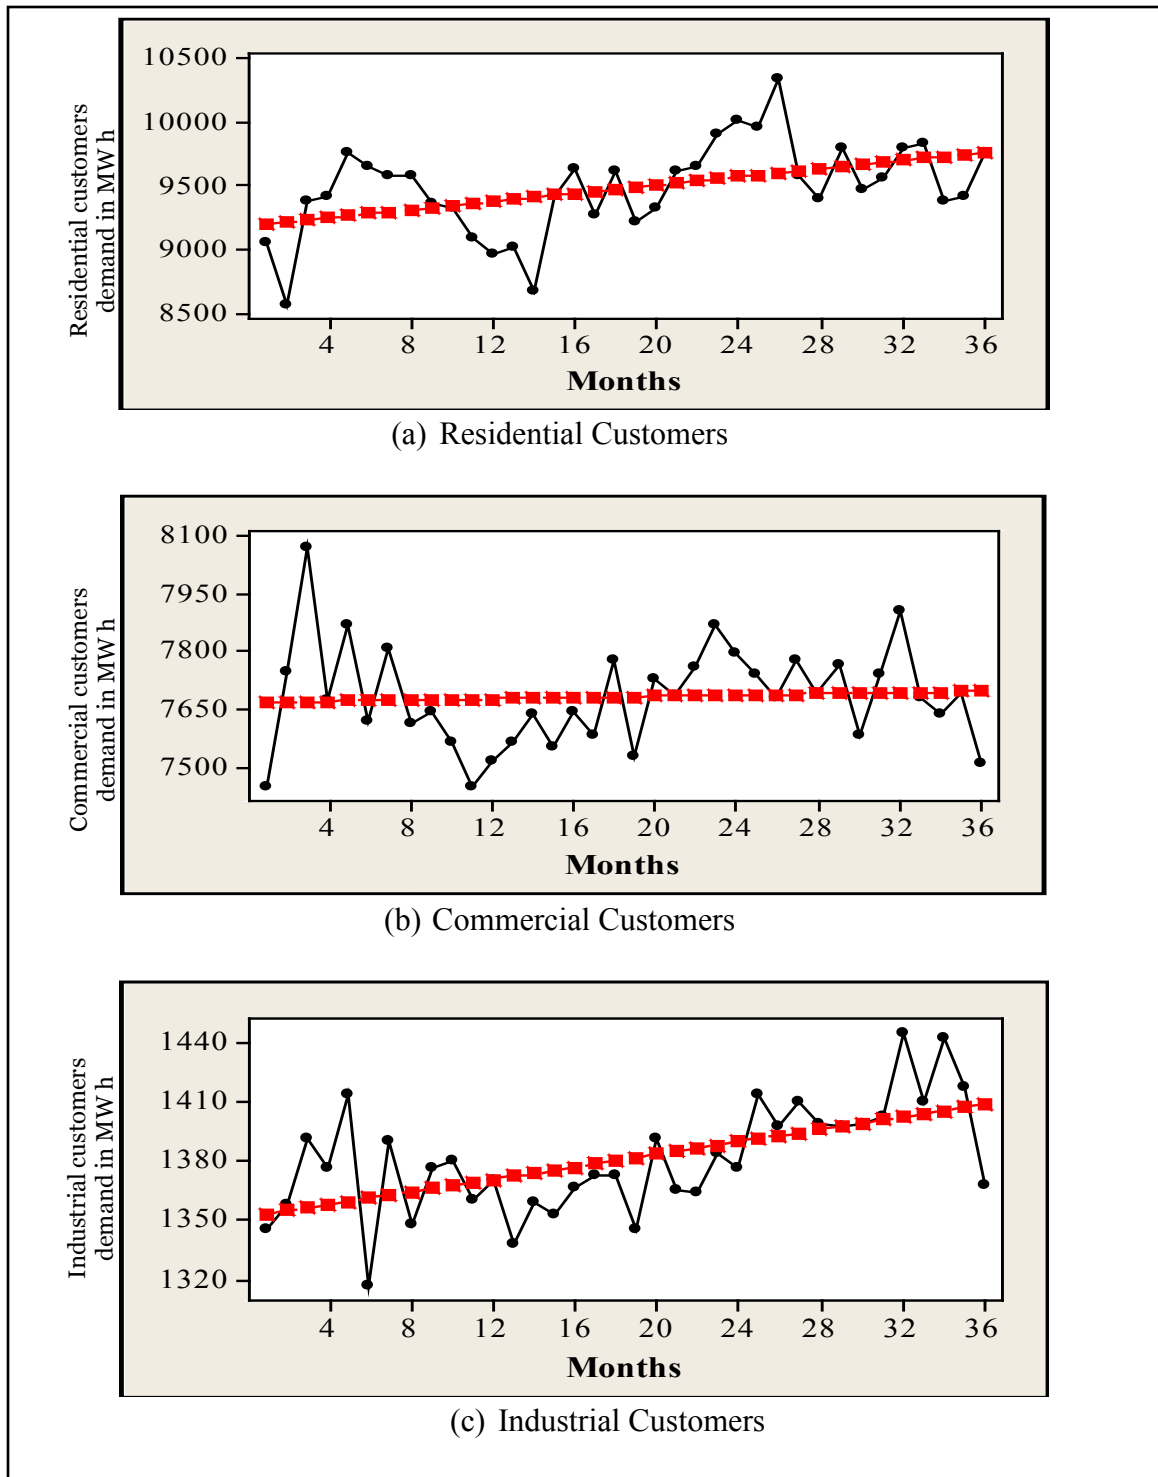 Residential customers
demand in MWh
10500
10000
9500
9000
8500
4 8 12 16 20 24 28 32 36
Months
(a) Residential Customers
Commercial customers
demand in MWh
8100
7950
7800
7650
7500
4 8 12 16 20 24 28 32 36
Months
(b) Commercial Customers
Industrial customers
demand in MWh
1440
1410
1380
1350
1320
4 8 12 16 20 24 28 32 36
Months
(c) Industrial Customers